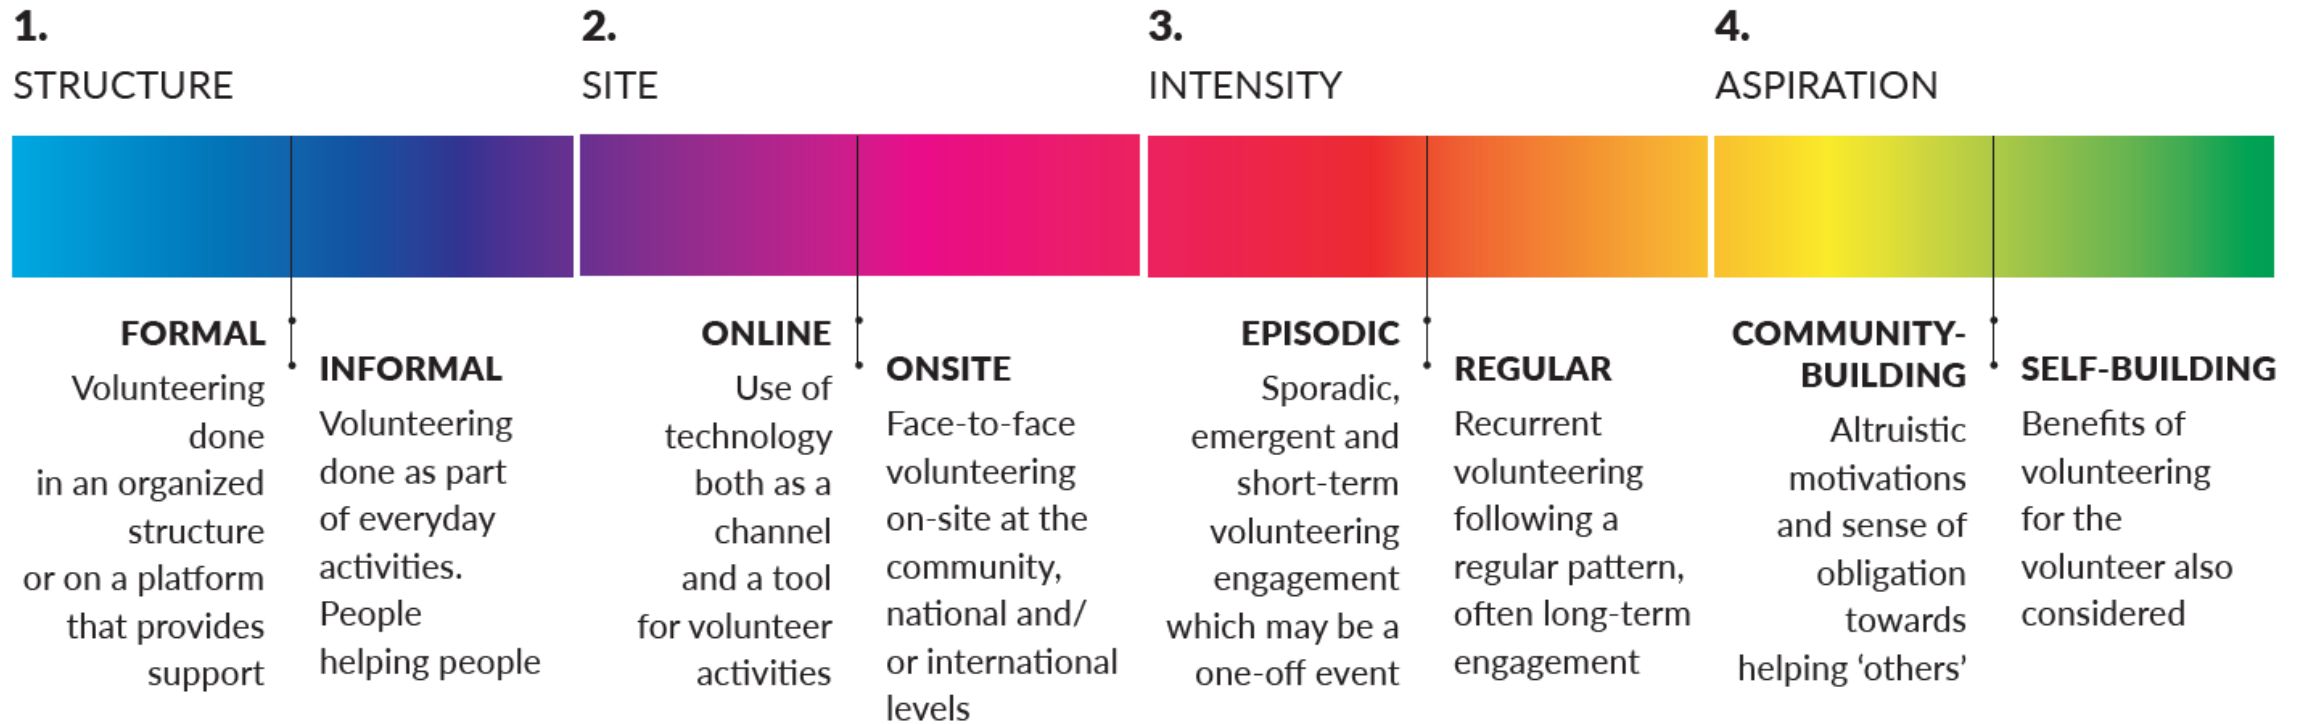 1.
STRUCTURE
FORMAL
Volunteering
done
in an organized
structure
or on a platform
that provides
support
INFORMAL
Volunteering
done as part
of everyday
activities.
People
helping people
2.
SITE
ONLINE
Use of
technology
both as a
channel
and a tool
for volunteer
activities
ONSITE
Face-to-face
volunteering
on-site at the
community,
national and/
or international
levels
3.
INTENSITY
EPISODIC
Sporadic,
emergent and
short-term
volunteering
engagement
which may be a
one-off event
REGULAR
Recurrent
volunteering
following a
regular pattern,
often long-term
engagement
4.
ASPIRATION
COMMUNITY-
BUILDING
Altruistic
motivations
and sense of
obligation
towards
helping ‘others’
SELF-BUILDING
Benefits of
volunteering
for the
volunteer also
considered